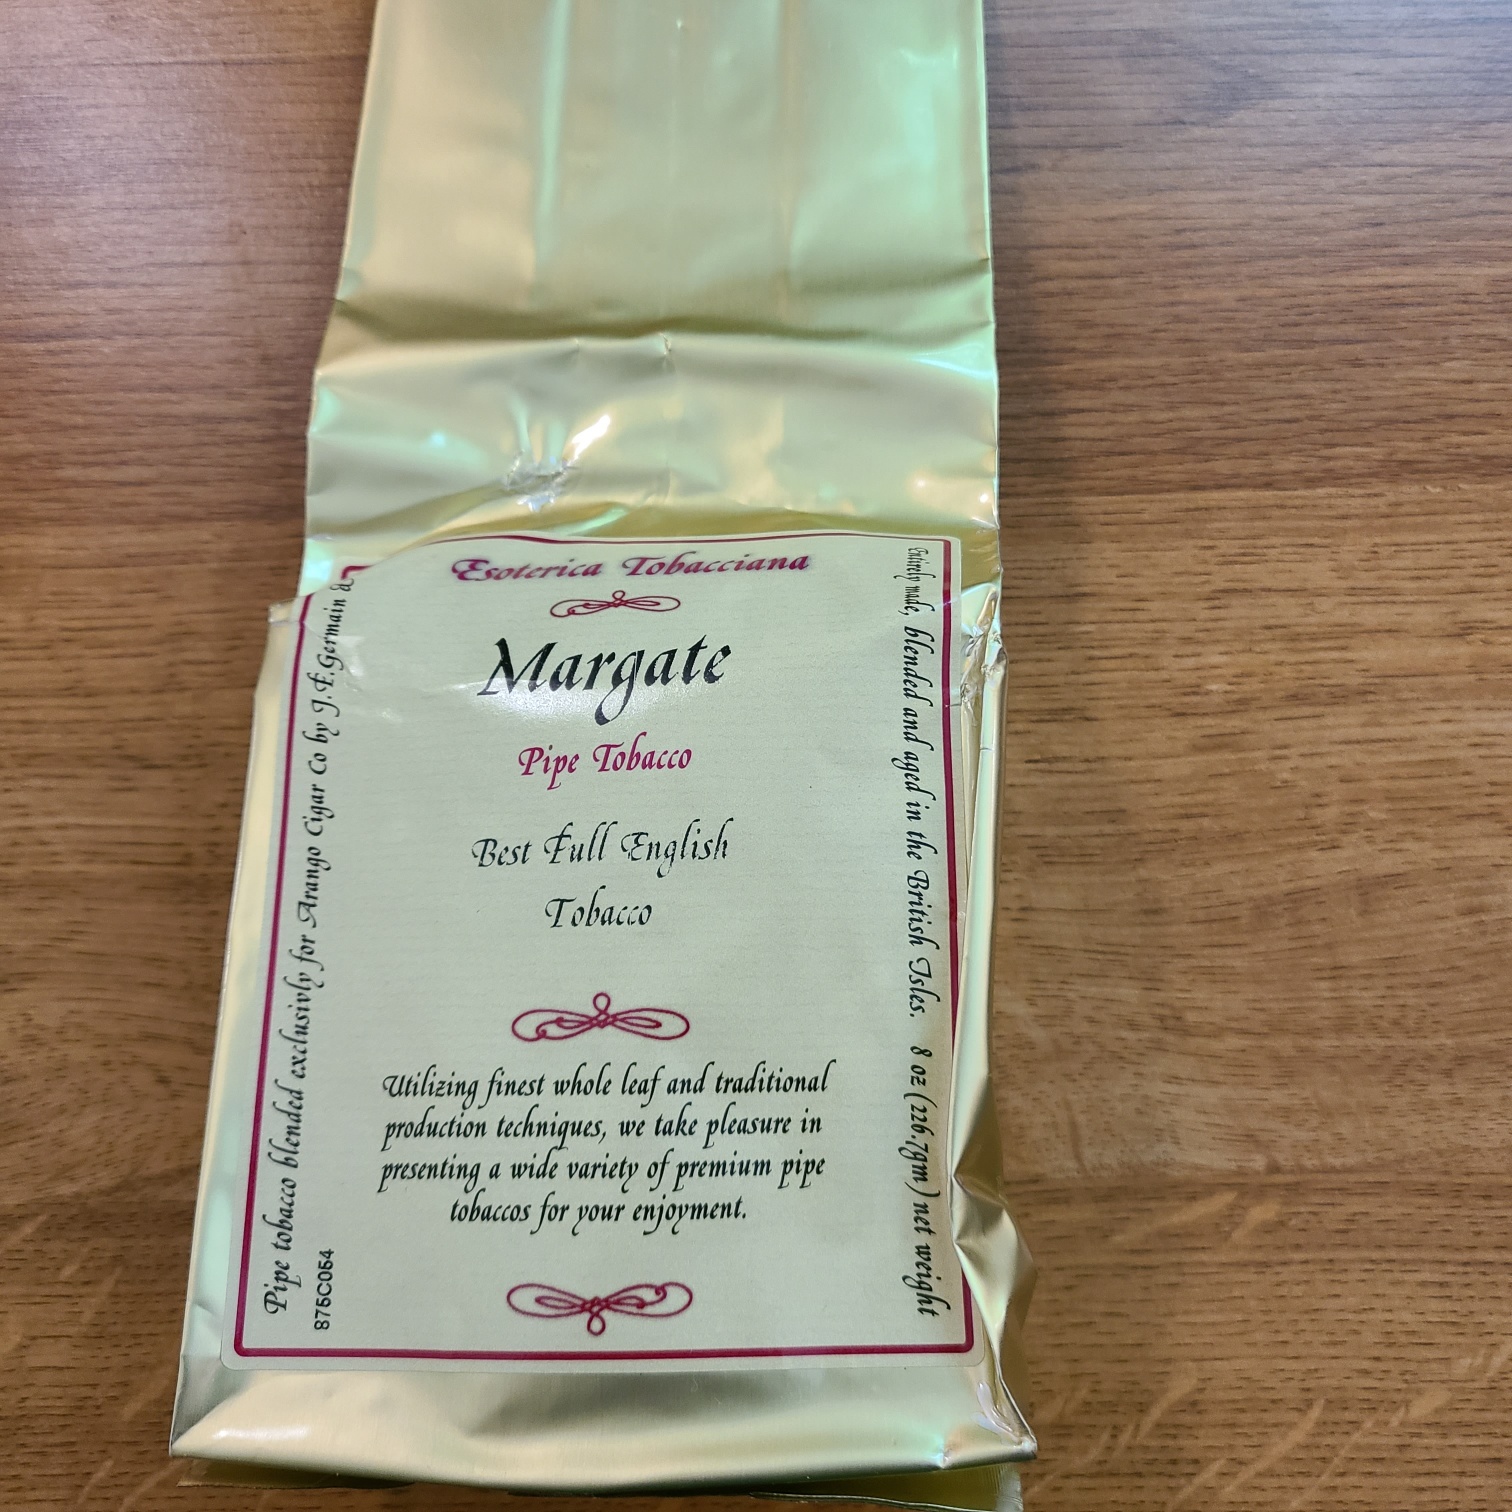 Esoterica Tobacciana
Margate
Pipe Tobacco
Best Full English
Tobacco
Utilizing finest whole leaf and traditional
production techniques, we take pleasure in
presenting a wide variety of premium pipe
tobaccos for your enjoyment.
Pipe tobacco blended exclusivly for Arango Cigar Co by J.F.Germain &
875C054
Entirely made, blended and aged in the British Isles. 8 oz (226.7gm) net weight